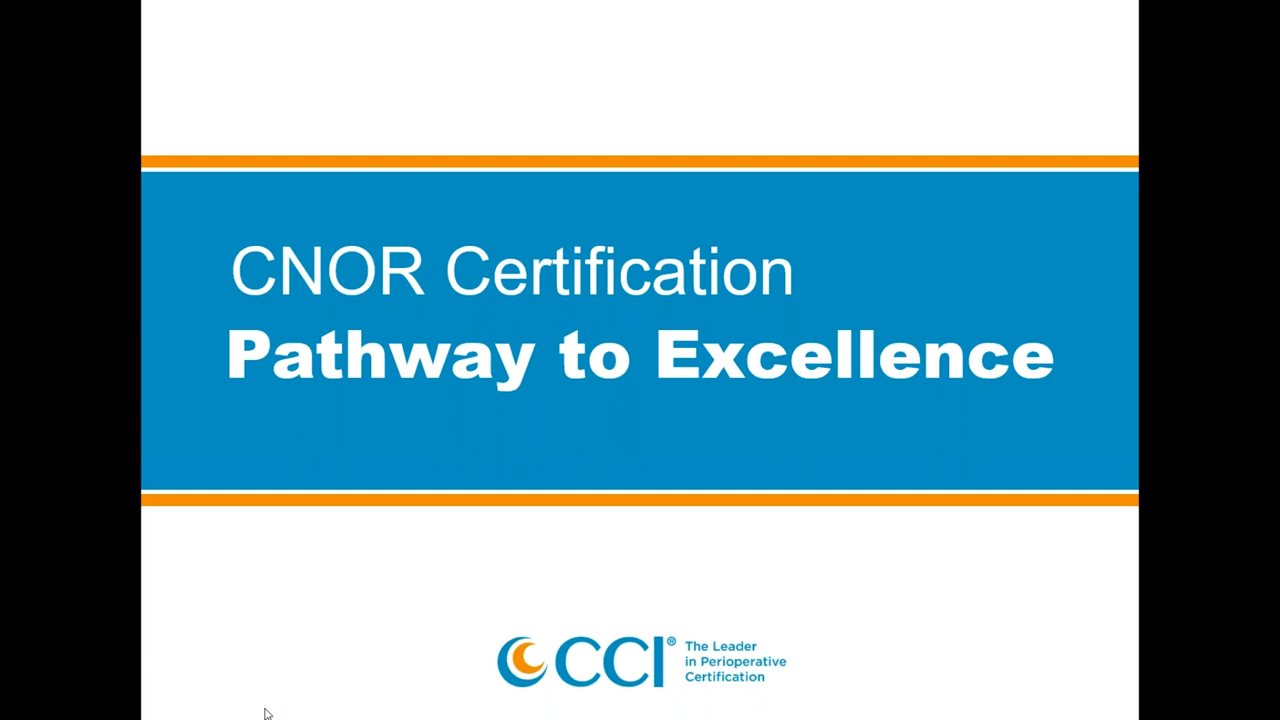 CNOR Certification
Pathway to Excellence
CCI®
The Leader
in Perioperative
Certification